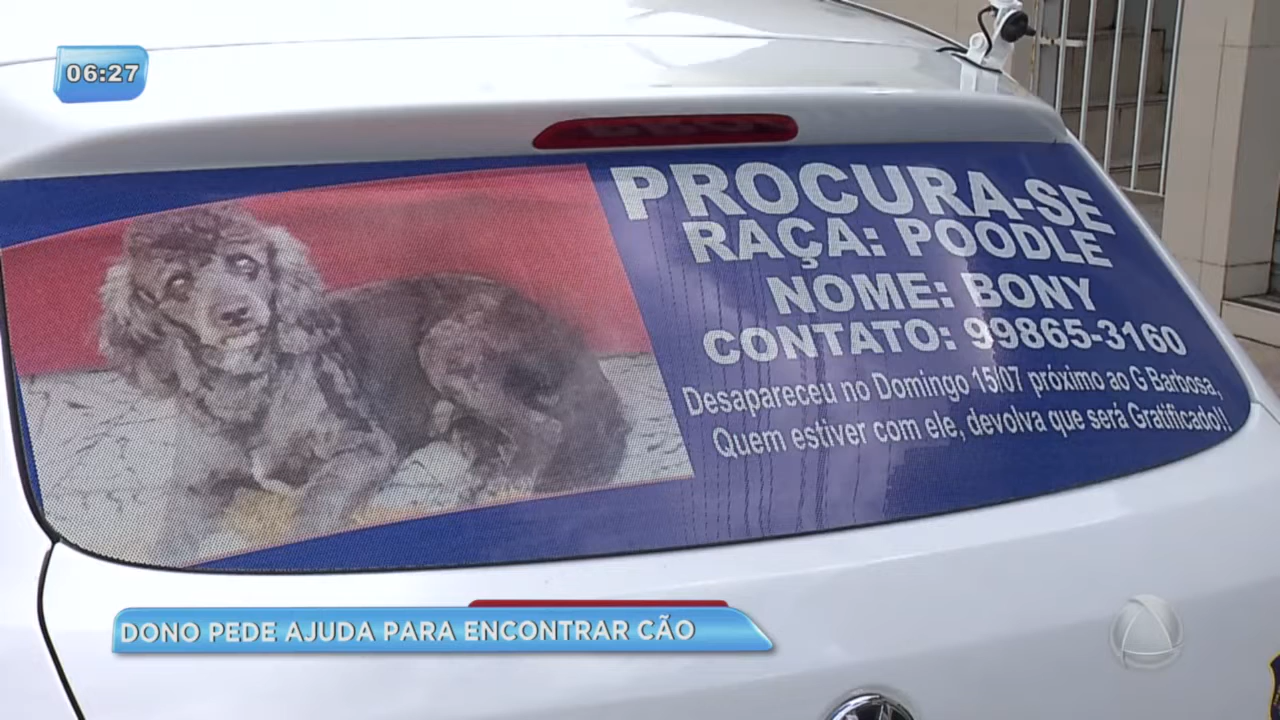 06:27
PROCURA-SE
RAÇA: POODLE
NOME: BONY
CONTATO: 99865-3160
Desapareceu no Domingo 15/07 próximo ao G Barbosa,
Quem estiver com ele, devolva que será Gratificado!!
DONO PEDE AJUDA PARA ENCONTRAR CÃO